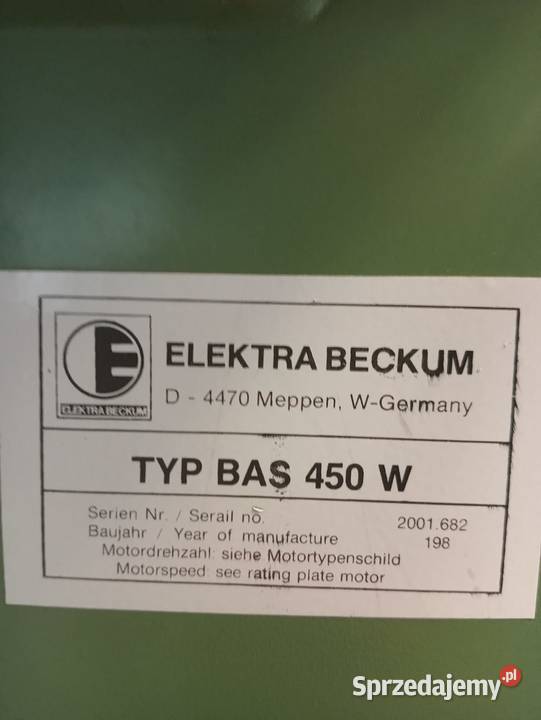 ELEKTRA BECKUM
ELEKTRA BECKUM
D - 4470 Meppen, W-Germany
TYP BAS 450 W
Serien Nr. / Serail no. 2001.682
Baujahr / Year of manufacture 198
Motordrehzahl: siehe Motortypenschild
Motorspeed: see rating plate motor
Sprzedajemy.pl